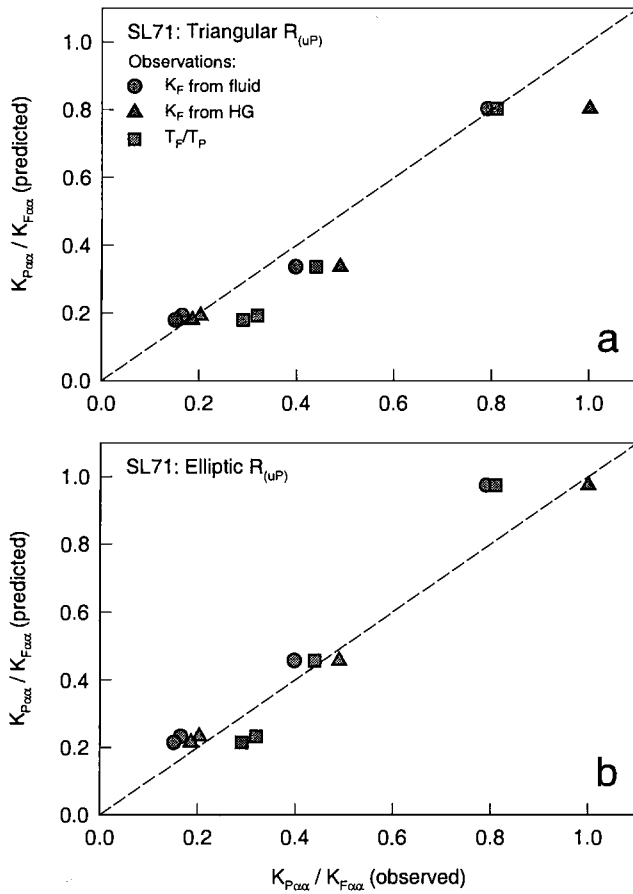 SL71: Triangular R(uP)
Observations:
KF from fluid
KF from HG
TF/TP
KPαα / KFαα (predicted)
1.0
0.8
0.6
0.4
0.2
0.0
a
0.0 0.2 0.4 0.6 0.8 1.0
SL71: Elliptic R(uP)
KPαα / KFαα (predicted)
1.0
0.8
0.6
0.4
0.2
0.0
b
0.0 0.2 0.4 0.6 0.8 1.0
KPαα / KFαα (observed)